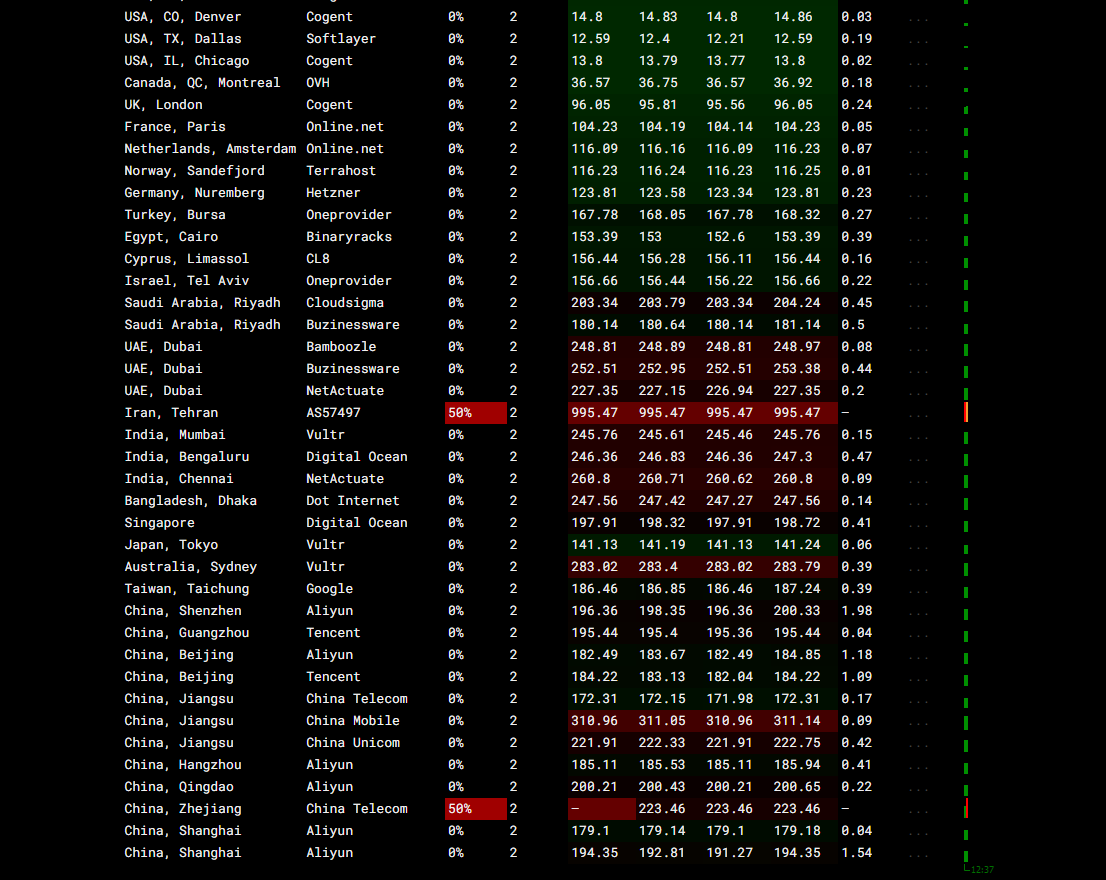 USA, CO, Denver Cogent 0% 2 14.8 14.83 14.8 14.86 0.03 ...
USA, TX, Dallas Softlayer 0% 2 12.59 12.4 12.21 12.59 0.19 ...
USA, IL, Chicago Cogent 0% 2 13.8 13.79 13.77 13.8 0.02 ...
Canada, QC, Montreal OVH 0% 2 36.57 36.75 36.57 36.92 0.18 ...
UK, London Cogent 0% 2 96.05 95.81 95.56 96.05 0.24 ...
France, Paris Online.net 0% 2 104.23 104.19 104.14 104.23 0.05 ...
Netherlands, Amsterdam Online.net 0% 2 116.09 116.16 116.09 116.23 0.07 ...
Norway, Sandefjord Terrahost 0% 2 116.23 116.24 116.23 116.25 0.01 ...
Germany, Nuremberg Hetzner 0% 2 123.81 123.58 123.34 123.81 0.23 ...
Turkey, Bursa Oneprovider 0% 2 167.78 168.05 167.78 168.32 0.27 ...
Egypt, Cairo Binaryracks 0% 2 153.39 153 152.6 153.39 0.39 ...
Cyprus, Limassol CL8 0% 2 156.44 156.28 156.11 156.44 0.16 ...
Israel, Tel Aviv Oneprovider 0% 2 156.66 156.44 156.22 156.66 0.22 ...
Saudi Arabia, Riyadh Cloudsigma 0% 2 203.34 203.79 203.34 204.24 0.45 ...
Saudi Arabia, Riyadh Buzinessware 0% 2 180.14 180.64 180.14 181.14 0.5 ...
UAE, Dubai Bamboozle 0% 2 248.81 248.89 248.81 248.97 0.08 ...
UAE, Dubai Buzinessware 0% 2 252.51 252.95 252.51 253.38 0.44 ...
UAE, Dubai NetActuate 0% 2 227.35 227.15 226.94 227.35 0.2 ...
Iran, Tehran AS57497 50% 2 995.47 995.47 995.47 995.47 – ...
India, Mumbai Vultr 0% 2 245.76 245.61 245.46 245.76 0.15 ...
India, Bengaluru Digital Ocean 0% 2 246.36 246.83 246.36 247.3 0.47 ...
India, Chennai NetActuate 0% 2 260.8 260.71 260.62 260.8 0.09 ...
Bangladesh, Dhaka Dot Internet 0% 2 247.56 247.42 247.27 247.56 0.14 ...
Singapore Digital Ocean 0% 2 197.91 198.32 197.91 198.72 0.41 ...
Japan, Tokyo Vultr 0% 2 141.13 141.19 141.13 141.24 0.06 ...
Australia, Sydney Vultr 0% 2 283.02 283.4 283.02 283.79 0.39 ...
Taiwan, Taichung Google 0% 2 186.46 186.85 186.46 187.24 0.39 ...
China, Shenzhen Aliyun 0% 2 196.36 198.35 196.36 200.33 1.98 ...
China, Guangzhou Tencent 0% 2 195.44 195.4 195.36 195.44 0.04 ...
China, Beijing Aliyun 0% 2 182.49 183.67 182.49 184.85 1.18 ...
China, Beijing Tencent 0% 2 184.22 183.13 182.04 184.22 1.09 ...
China, Jiangsu China Telecom 0% 2 172.31 172.15 171.98 172.31 0.17 ...
China, Jiangsu China Mobile 0% 2 310.96 311.05 310.96 311.14 0.09 ...
China, Jiangsu China Unicom 0% 2 221.91 222.33 221.91 222.75 0.42 ...
China, Hangzhou Aliyun 0% 2 185.11 185.53 185.11 185.94 0.41 ...
China, Qingdao Aliyun 0% 2 200.21 200.43 200.21 200.65 0.22 ...
China, Zhejiang China Telecom 50% 2 – 223.46 223.46 223.46 – ...
China, Shanghai Aliyun 0% 2 179.1 179.14 179.1 179.18 0.04 ...
China, Shanghai Aliyun 0% 2 194.35 192.81 191.27 194.35 1.54 ...
12:37